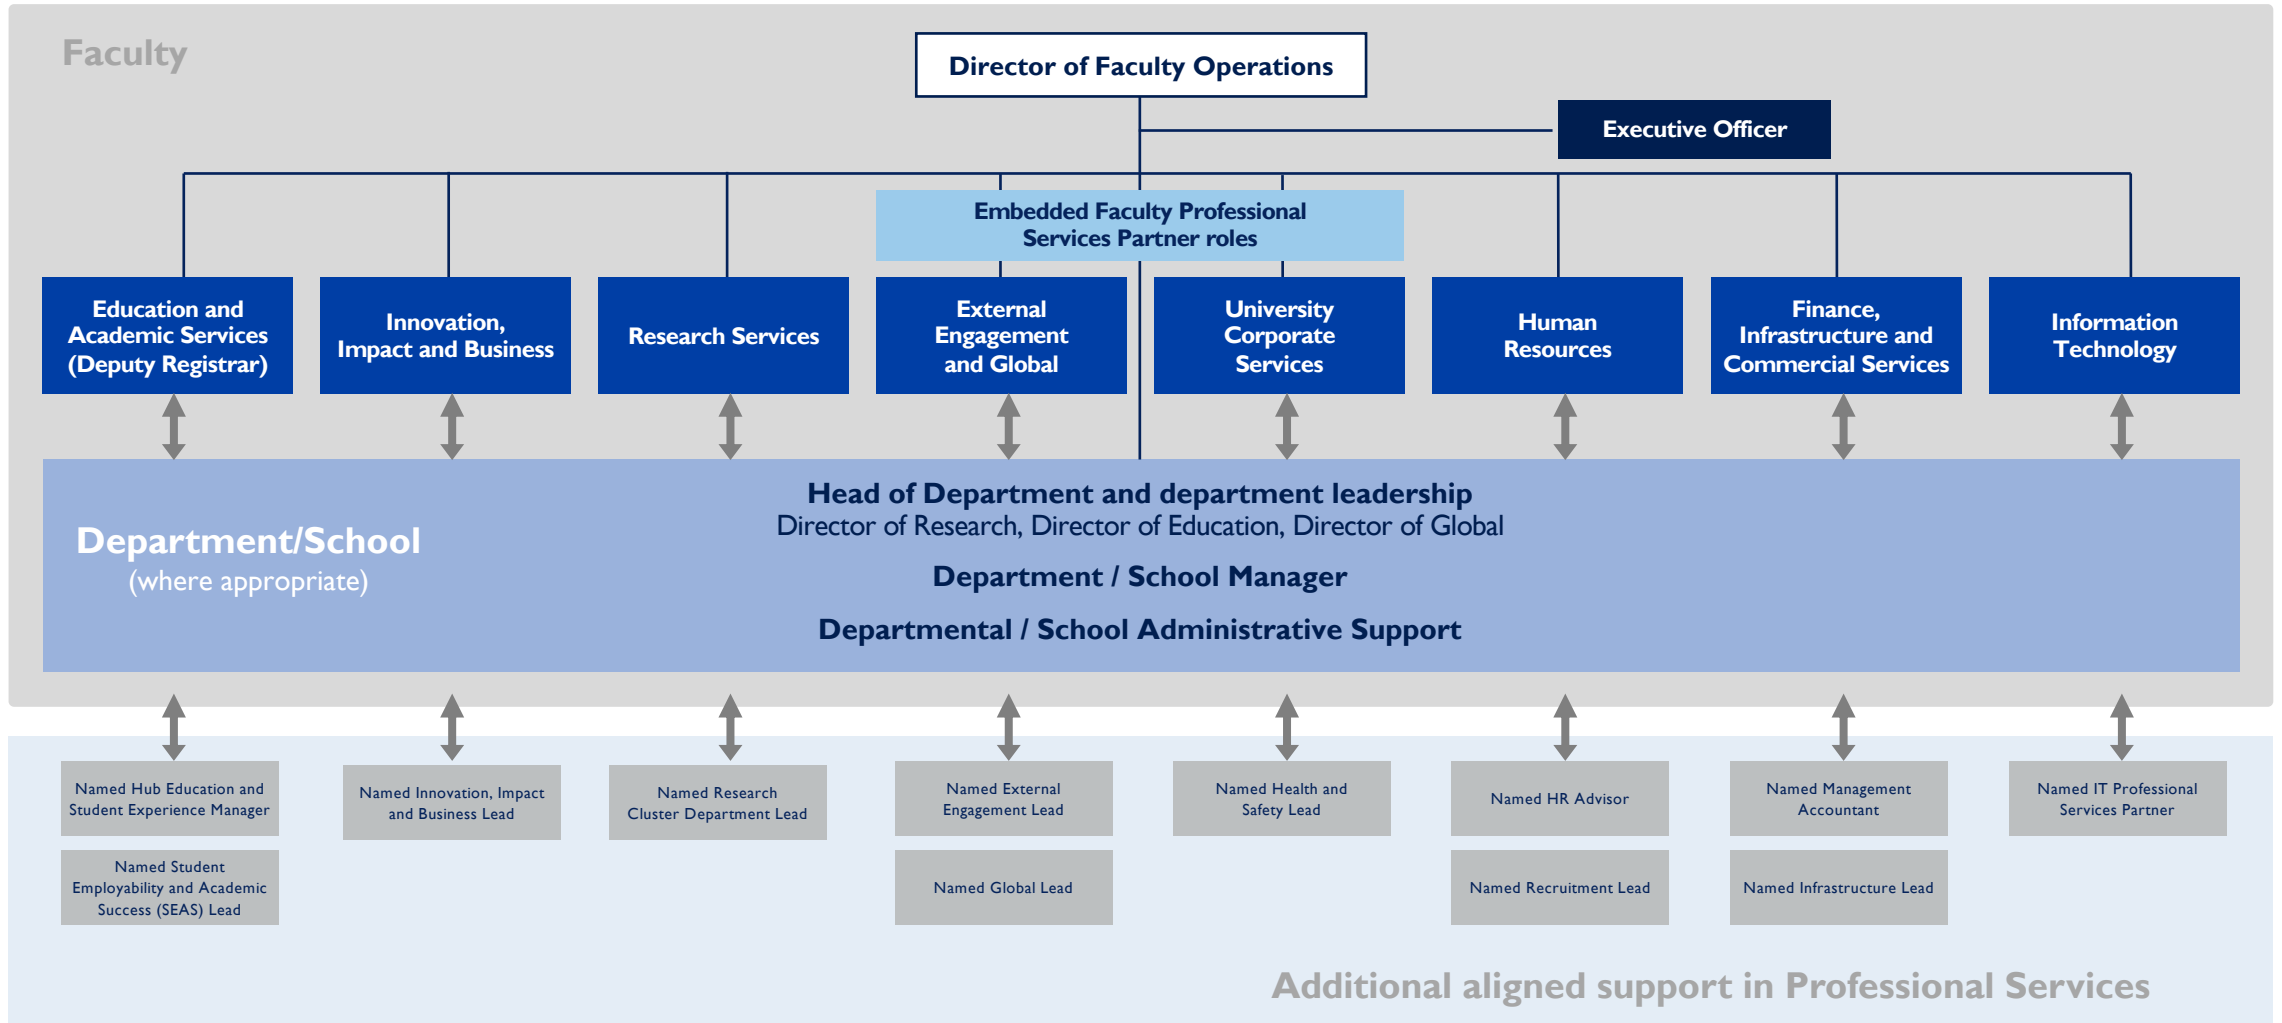 Faculty
Director of Faculty Operations
Executive Officer
Embedded Faculty Professional
Services Partner roles
Education and
Academic Services
(Deputy Registrar)
Innovation,
Impact and Business
Research Services
External
Engagement
and Global
University
Corporate
Services
Human
Resources
Finance,
Infrastructure and
Commercial Services
Information
Technology
Department/School
(where appropriate)
Head of Department and department leadership
Director of Research, Director of Education, Director of Global
Department / School Manager
Departmental / School Administrative Support
Named Hub Education and
Student Experience Manager
Named Innovation, Impact
and Business Lead
Named Research
Cluster Department Lead
Named External
Engagement Lead
Named Health and
Safety Lead
Named HR Advisor
Named Management
Accountant
Named IT Professional
Services Partner
Named Student
Employability and Academic
Success (SEAS) Lead
Named Global Lead
Named Recruitment Lead
Named Infrastructure Lead
Additional aligned support in Professional Services